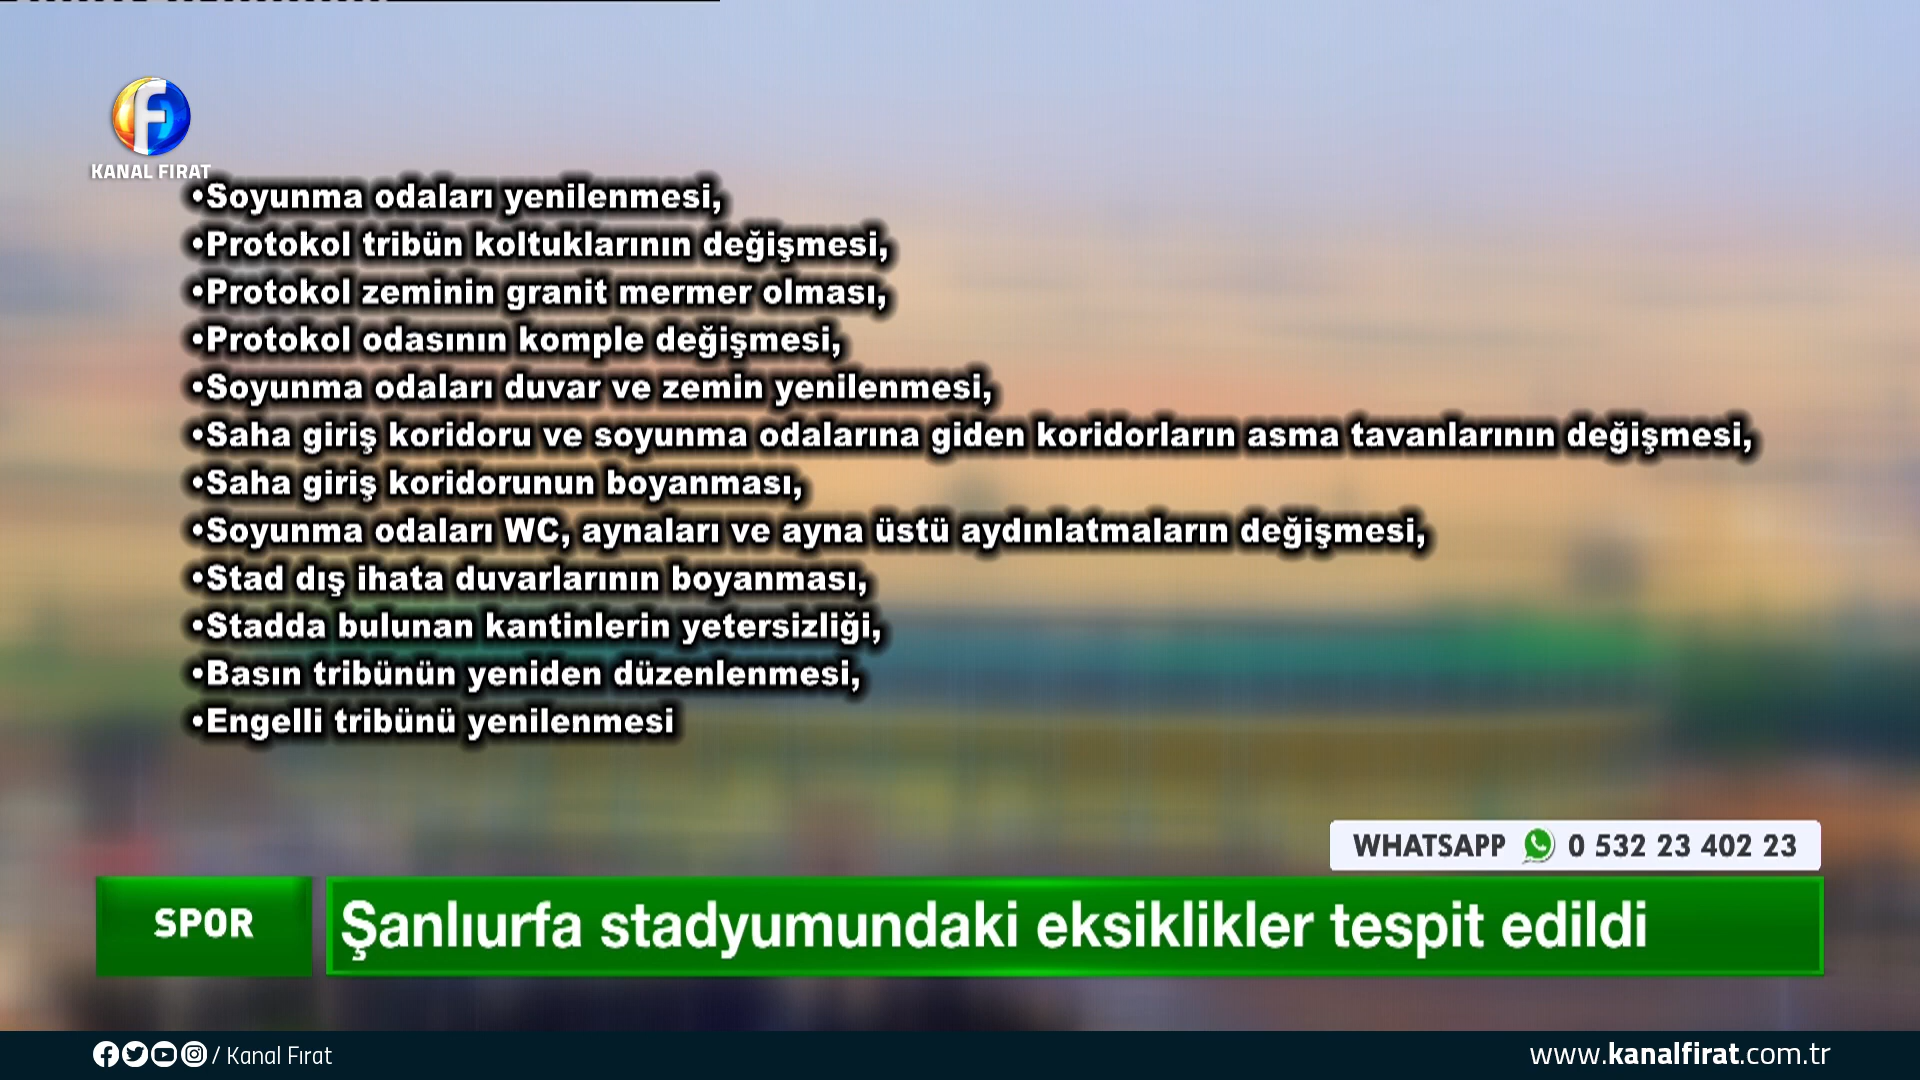 KANAL FIRAT
•Soyunma odaları yenilenmesi,
•Protokol tribün koltuklarının değişmesi,
•Protokol zeminin granit mermer olması,
•Protokol odasının komple değişmesi,
•Soyunma odaları duvar ve zemin yenilenmesi,
•Saha giriş koridoru ve soyunma odalarına giden koridorların asma tavanlarının değişmesi,
•Saha giriş koridorunun boyanması,
•Soyunma odaları WC, aynaları ve ayna üstü aydınlatmaların değişmesi,
•Stad dış ihata duvarlarının boyanması,
•Stadda bulunan kantinlerin yetersizliği,
•Basın tribünün yeniden düzenlenmesi,
•Engelli tribünü yenilenmesi
WHATSAPP 0 532 23 402 23
SPOR
Şanlıurfa stadyumundaki eksiklikler tespit edildi
/ Kanal Fırat
www.kanalfirat.com.tr